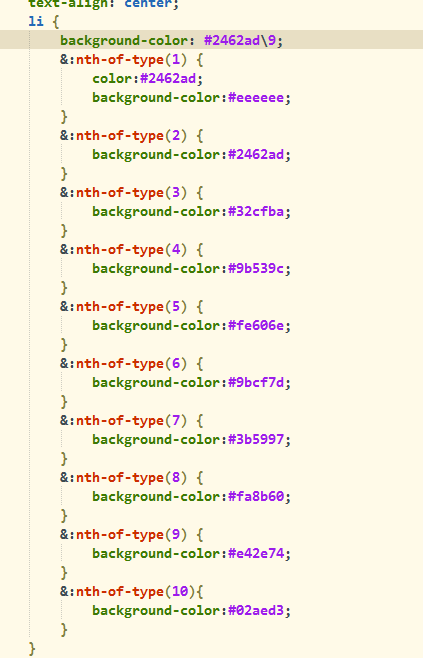 text-align: center;
li {
background-color: #2462ad\9;
&:nth-of-type(1) {
color:#2462ad;
background-color:#eeeeee;
}
&:nth-of-type(2) {
background-color:#2462ad;
}
&:nth-of-type(3) {
background-color:#32cfba;
}
&:nth-of-type(4) {
background-color:#9b539c;
}
&:nth-of-type(5) {
background-color:#fe606e;
}
&:nth-of-type(6) {
background-color:#9bcf7d;
}
&:nth-of-type(7) {
background-color:#3b5997;
}
&:nth-of-type(8) {
background-color:#fa8b60;
}
&:nth-of-type(9) {
background-color:#e42e74;
}
&:nth-of-type(10){
background-color:#02aed3;
}
}